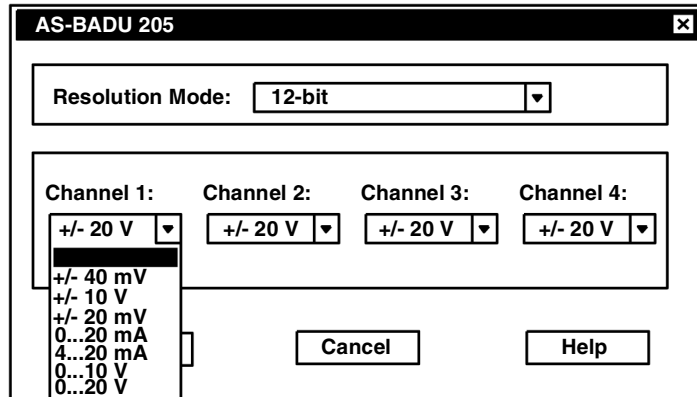 AS-BADU 205
Resolution Mode: 12-bit
Channel 1: Channel 2: Channel 3: Channel 4:
+/- 20 V +/- 20 V +/- 20 V +/- 20 V
+/- 40 mV
+/- 10 V
+/- 20 mV
0...20 mA
4...20 mA
0...10 V
0...20 V
Cancel Help